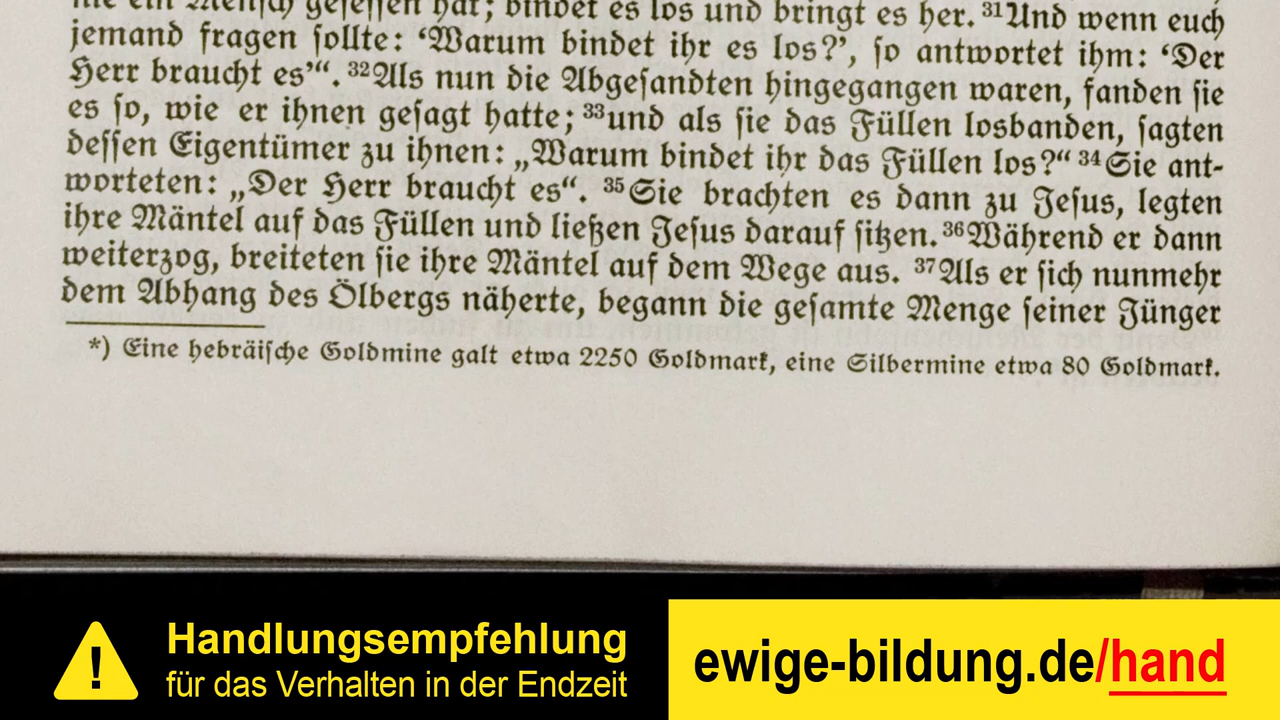 nie ein Mensch gesessen hat; bindet es los und bringt es her. ³¹Und wenn euch
jemand fragen sollte: ‘Warum bindet ihr es los?’, so antwortet ihm: ‘Der
Herr braucht es’“. ³²Als nun die Abgesandten hingegangen waren, fanden sie
es so, wie er ihnen gesagt hatte; ³³und als sie das Füllen losbanden, sagten
dessen Eigentümer zu ihnen: „Warum bindet ihr das Füllen los?“ ³⁴Sie ant-
worteten: „Der Herr braucht es“. ³⁵Sie brachten es dann zu Jesus, legten
ihre Mäntel auf das Füllen und ließen Jesus darauf sitzen. ³⁶Während er dann
weiterzog, breiteten sie ihre Mäntel auf dem Wege aus. ³⁷Als er sich nunmehr
dem Abhang des Ölbergs näherte, begann die gesamte Menge seiner Jünger
*) Eine hebräische Goldmine galt etwa 2250 Goldmark, eine Silbermine etwa 80 Goldmark.
Handlungsempfehlung
für das Verhalten in der Endzeit
ewige-bildung.de/hand